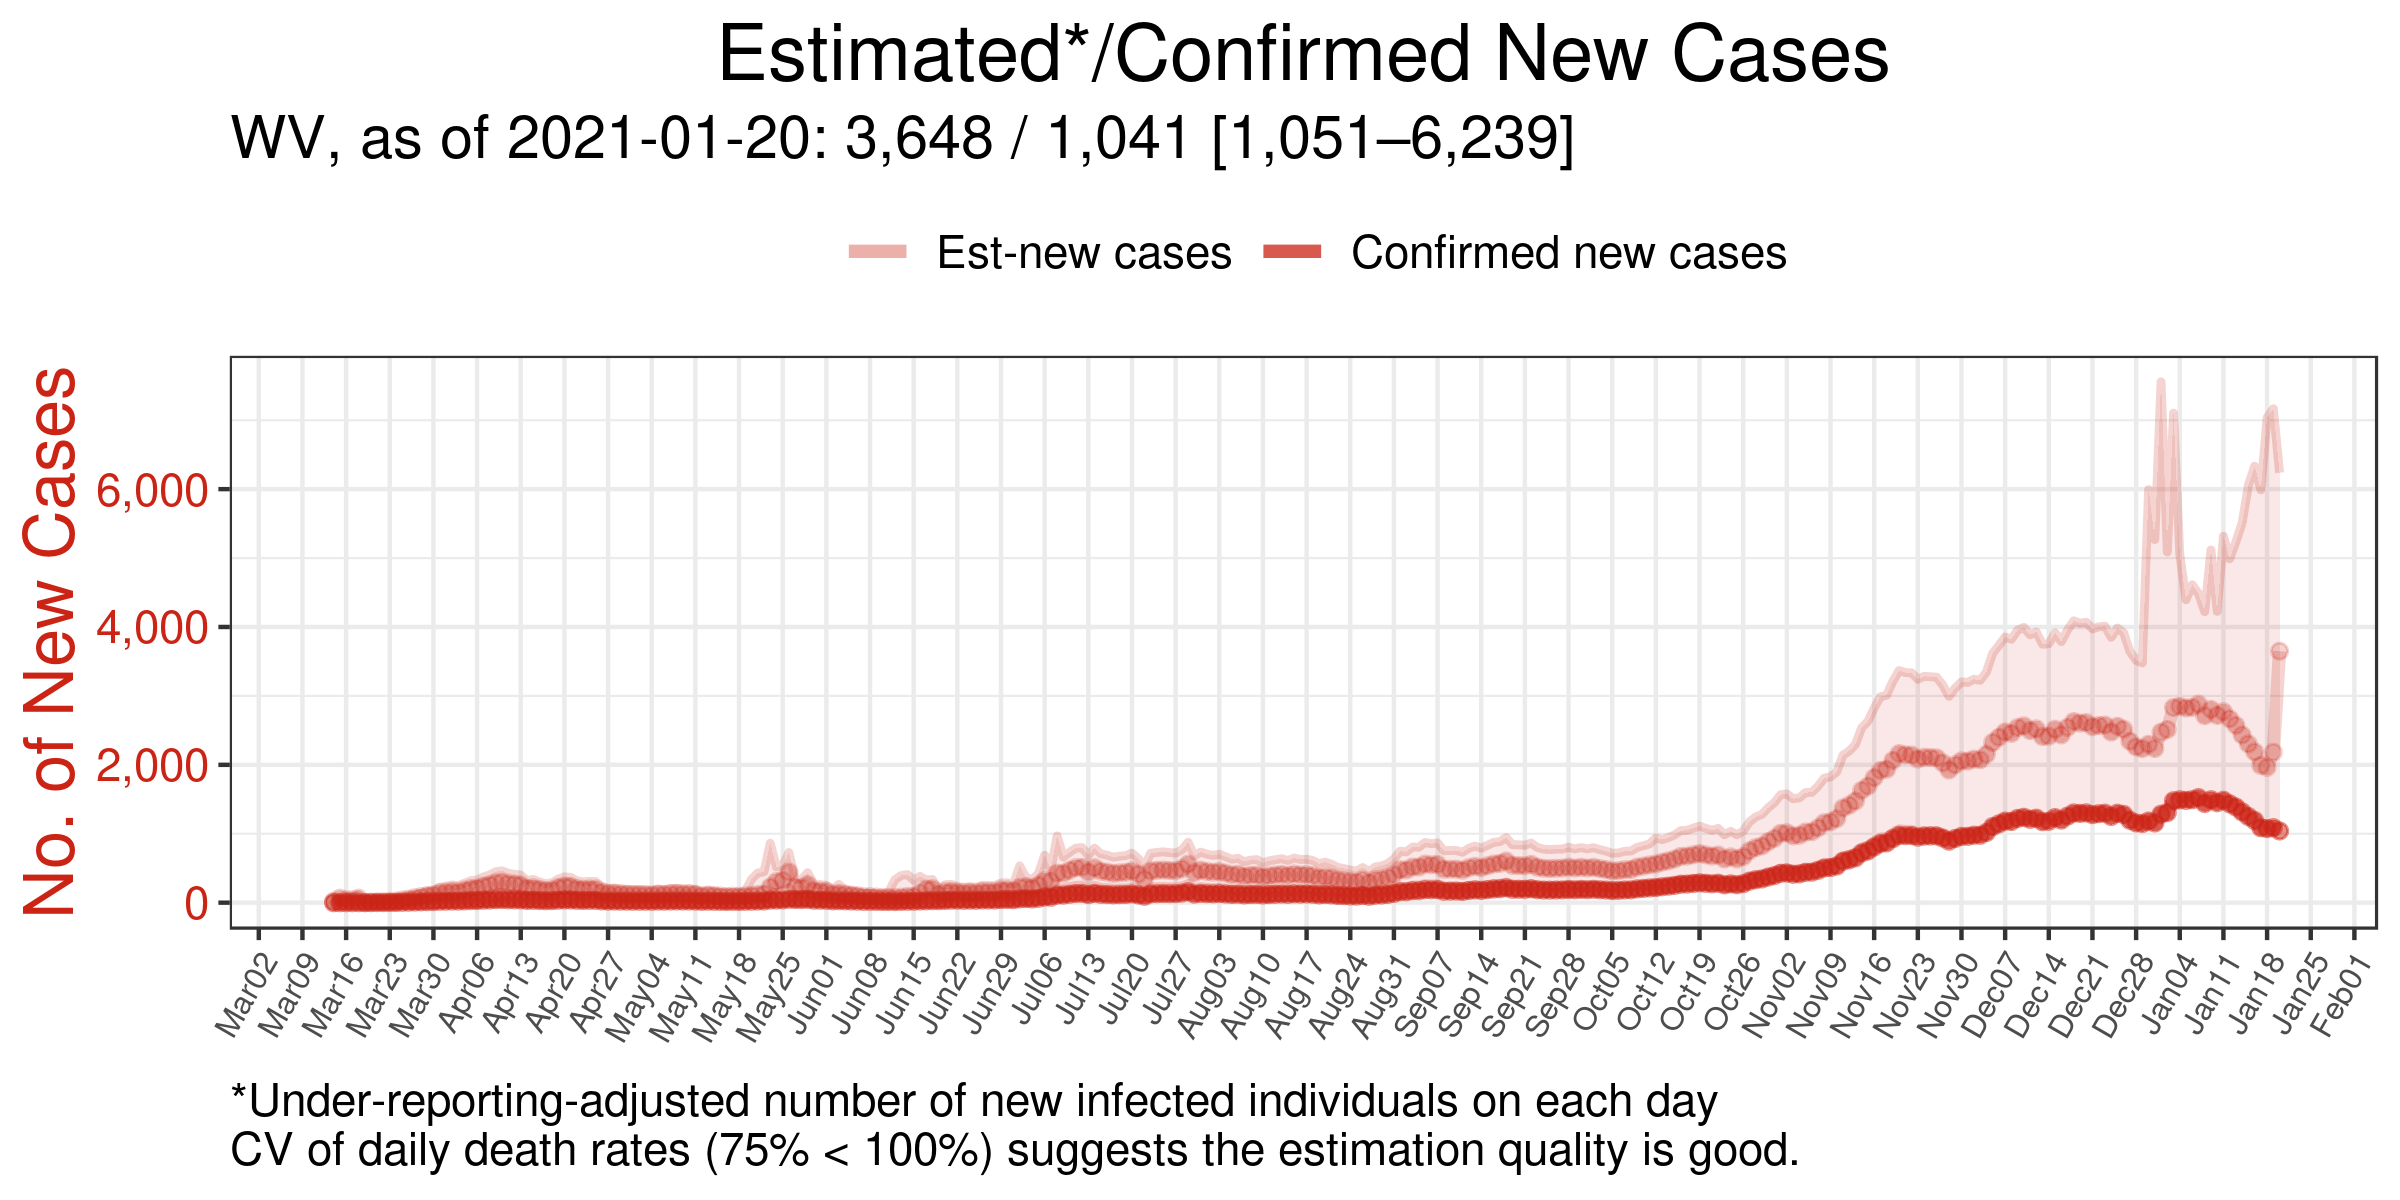 Estimated*/Confirmed New Cases
WV, as of 2021-01-20: 3,648 / 1,041 [1,051–6,239]
Est-new cases
Confirmed new cases
No. of New Cases
6,000
4,000
2,000
0
Mar02
Mar09
Mar16
Mar23
Mar30
Apr06
Apr13
Apr20
Apr27
May04
May11
May18
May25
Jun01
Jun08
Jun15
Jun22
Jun29
Jul06
Jul13
Jul20
Jul27
Aug03
Aug10
Aug17
Aug24
Aug31
Sep07
Sep14
Sep21
Sep28
Oct05
Oct12
Oct19
Oct26
Nov02
Nov09
Nov16
Nov23
Nov30
Dec07
Dec14
Dec21
Dec28
Jan04
Jan11
Jan18
Jan25
Feb01
*Under-reporting-adjusted number of new infected individuals on each day
CV of daily death rates (75% < 100%) suggests the estimation quality is good.